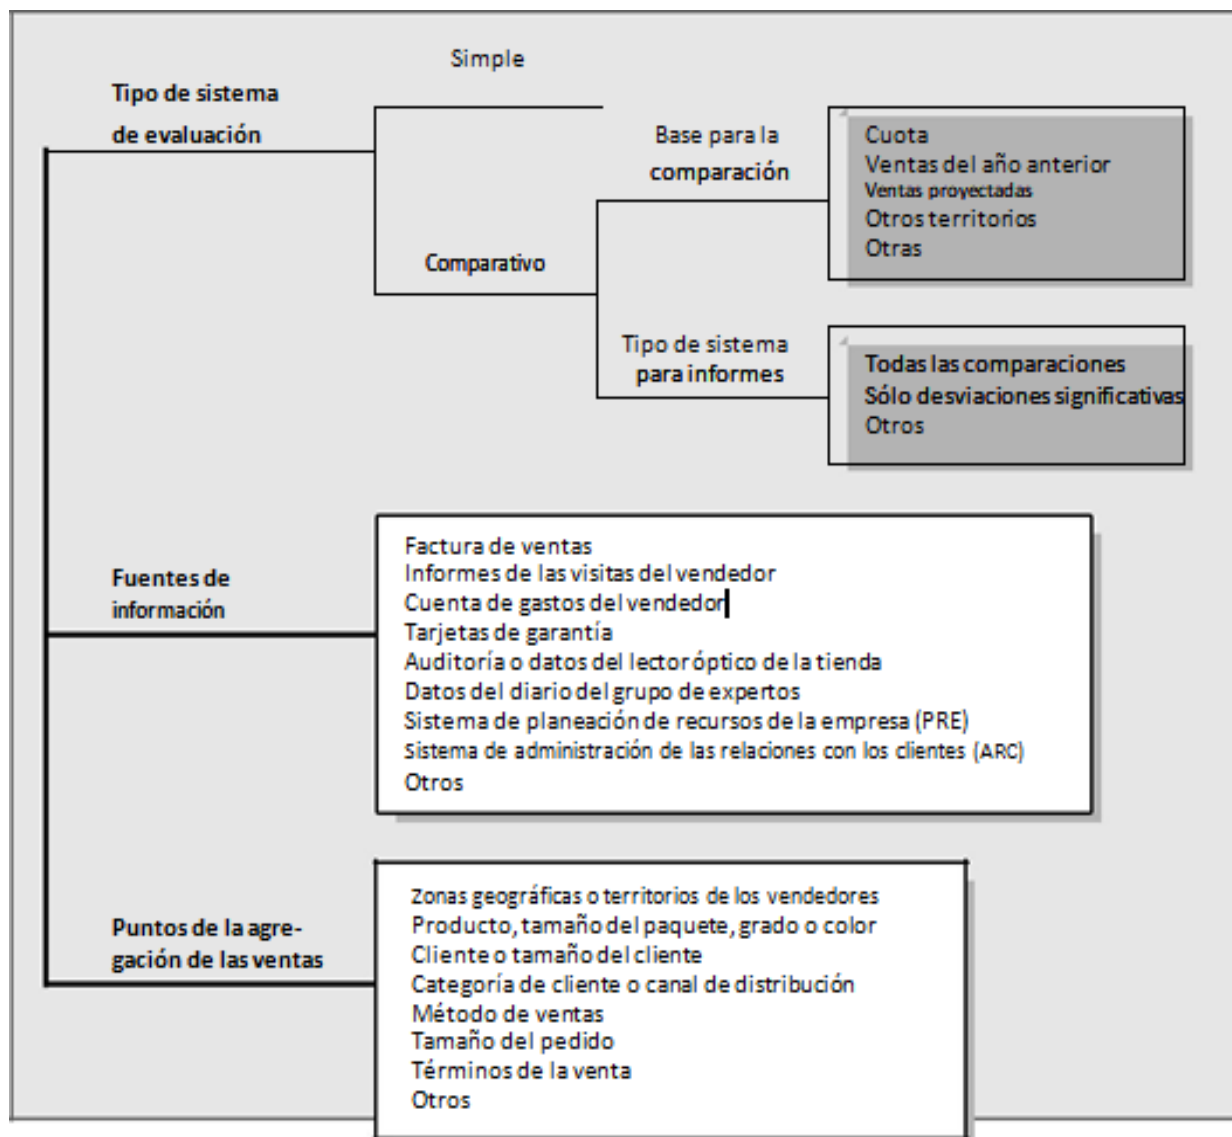 Simple
Tipo de sistema
de evaluación
Base para la
comparación
Cuota
Ventas del año anterior
Ventas proyectadas
Otros territorios
Otras
Comparativo
Tipo de sistema
para informes
Todas las comparaciones
Sólo desviaciones significativas
Otros
Fuentes de
información
Factura de ventas
Informes de las visitas del vendedor
Cuenta de gastos del vendedor
Tarjetas de garantía
Auditoría o datos del lector óptico de la tienda
Datos del diario del grupo de expertos
Sistema de planeación de recursos de la empresa (PRE)
Sistema de administración de las relaciones con los clientes (ARC)
Otros
Puntos de la agre-
gación de las ventas
Zonas geográficas o territorios de los vendedores
Producto, tamaño del paquete, grado o color
Cliente o tamaño del cliente
Categoría de cliente o canal de distribución
Método de ventas
Tamaño del pedido
Términos de la venta
Otros